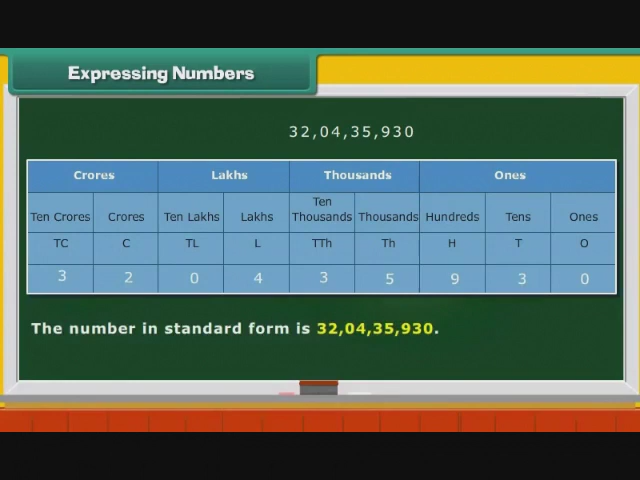 Expressing Numbers
32,04,35,930
Crores Lakhs Thousands Ones
Ten Crores Crores Ten Lakhs Lakhs Ten Thousands Thousands Hundreds Tens Ones
TC C TL L TTh Th H T O
3 2 0 4 3 5 9 3 0
The number in standard form is 32,04,35,930.